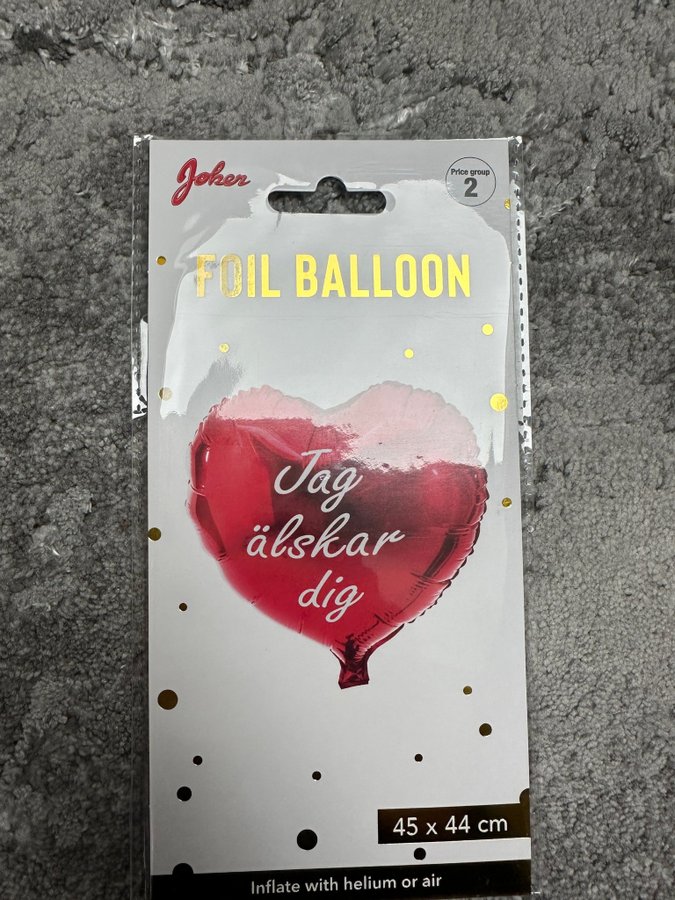 Joker
Price group
2
FOIL BALLOON
Jag
älskar
dig
45 x 44 cm
Inflate with helium or air